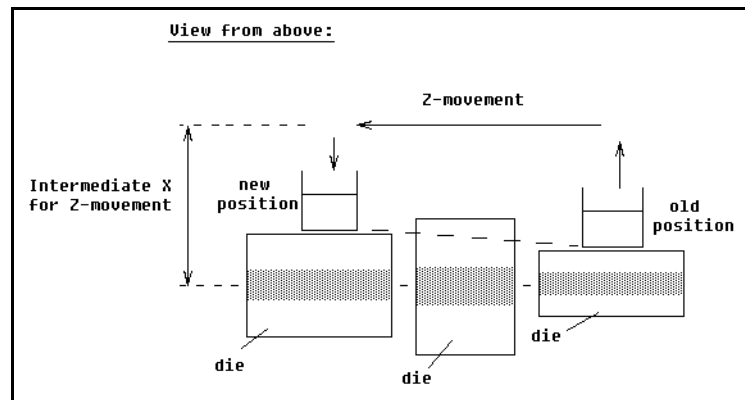 View from above:
Z-movement
Intermediate X
for Z-movement
new
position
old
position
die
die
die